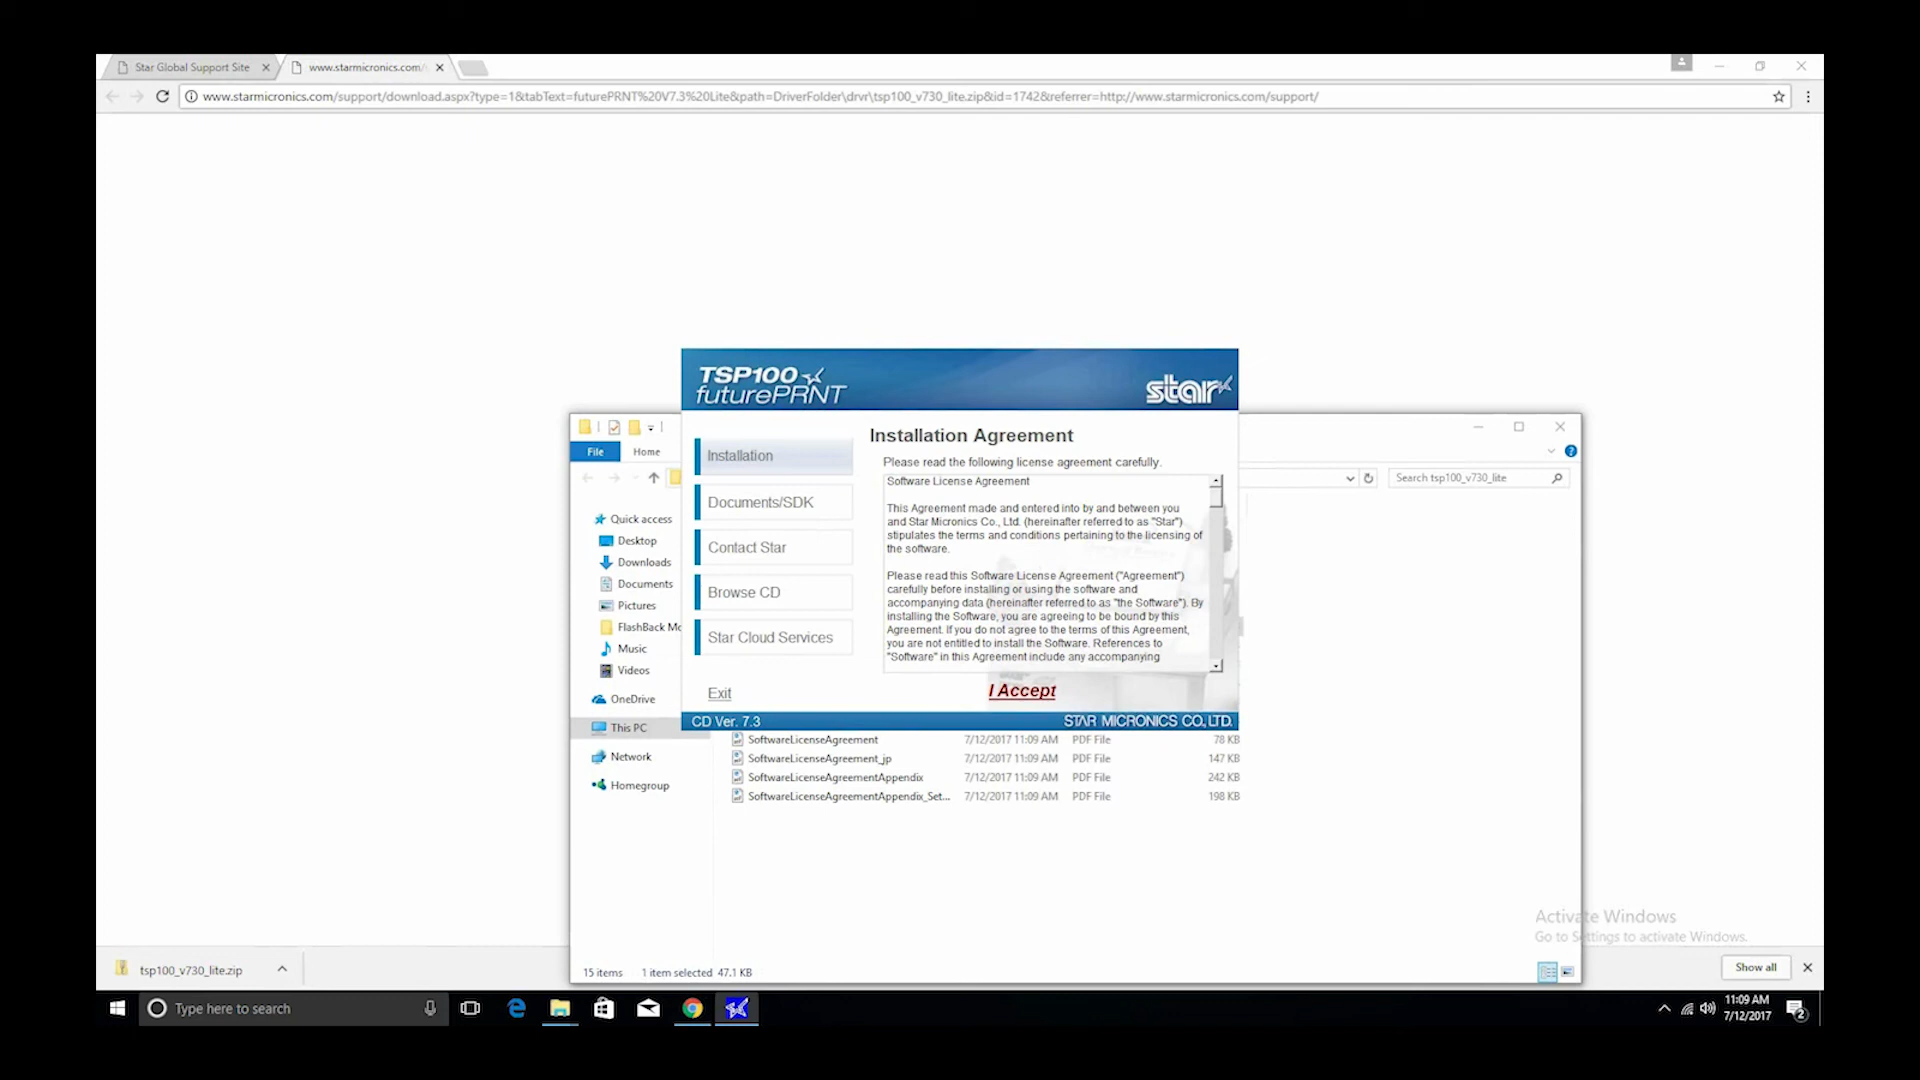 Star Global Support Site
www.starmicronics.com/
www.starmicronics.com/support/download.aspx?type=1&tabText=futurePRNT%20V7.3%20Lite&path=DriverFolder\drvr\tsp100_v730_lite.zip&id=1742&referrer=http://www.starmicronics.com/support/
TSP100
futurePRNT
star
File
Home
Search tsp100_v730_lite
Quick access
Desktop
Downloads
Documents
Pictures
FlashBack Mo
Music
Videos
OneDrive
This PC
Network
Homegroup
Installation
Documents/SDK
Contact Star
Browse CD
Star Cloud Services
Exit
Installation Agreement
Please read the following license agreement carefully.
Software License Agreement
This Agreement made and entered into by and between you
and Star Micronics Co., Ltd. (hereinafter referred to as "Star")
stipulates the terms and conditions pertaining to the licensing of
the software.
Please read this Software License Agreement ("Agreement")
carefully before installing or using the software and
accompanying data (hereinafter referred to as "the Software"). By
installing the Software, you are agreeing to be bound by this
Agreement. If you do not agree to the terms of this Agreement,
you are not entitled to install the Software. References to
"Software" in this Agreement include any accompanying
I Accept
CD Ver. 7.3
STAR MICRONICS CO., LTD.
SoftwareLicenseAgreement 7/12/2017 11:09 AM PDF File 78 KB
SoftwareLicenseAgreement_jp 7/12/2017 11:09 AM PDF File 147 KB
SoftwareLicenseAgreementAppendix 7/12/2017 11:09 AM PDF File 242 KB
SoftwareLicenseAgreementAppendix_Set... 7/12/2017 11:09 AM PDF File 198 KB
Activate Windows
Go to Settings to activate Windows.
15 items 1 item selected 47.1 KB
tsp100_v730_lite.zip
Show all
Type here to search
11:09 AM
7/12/2017
2